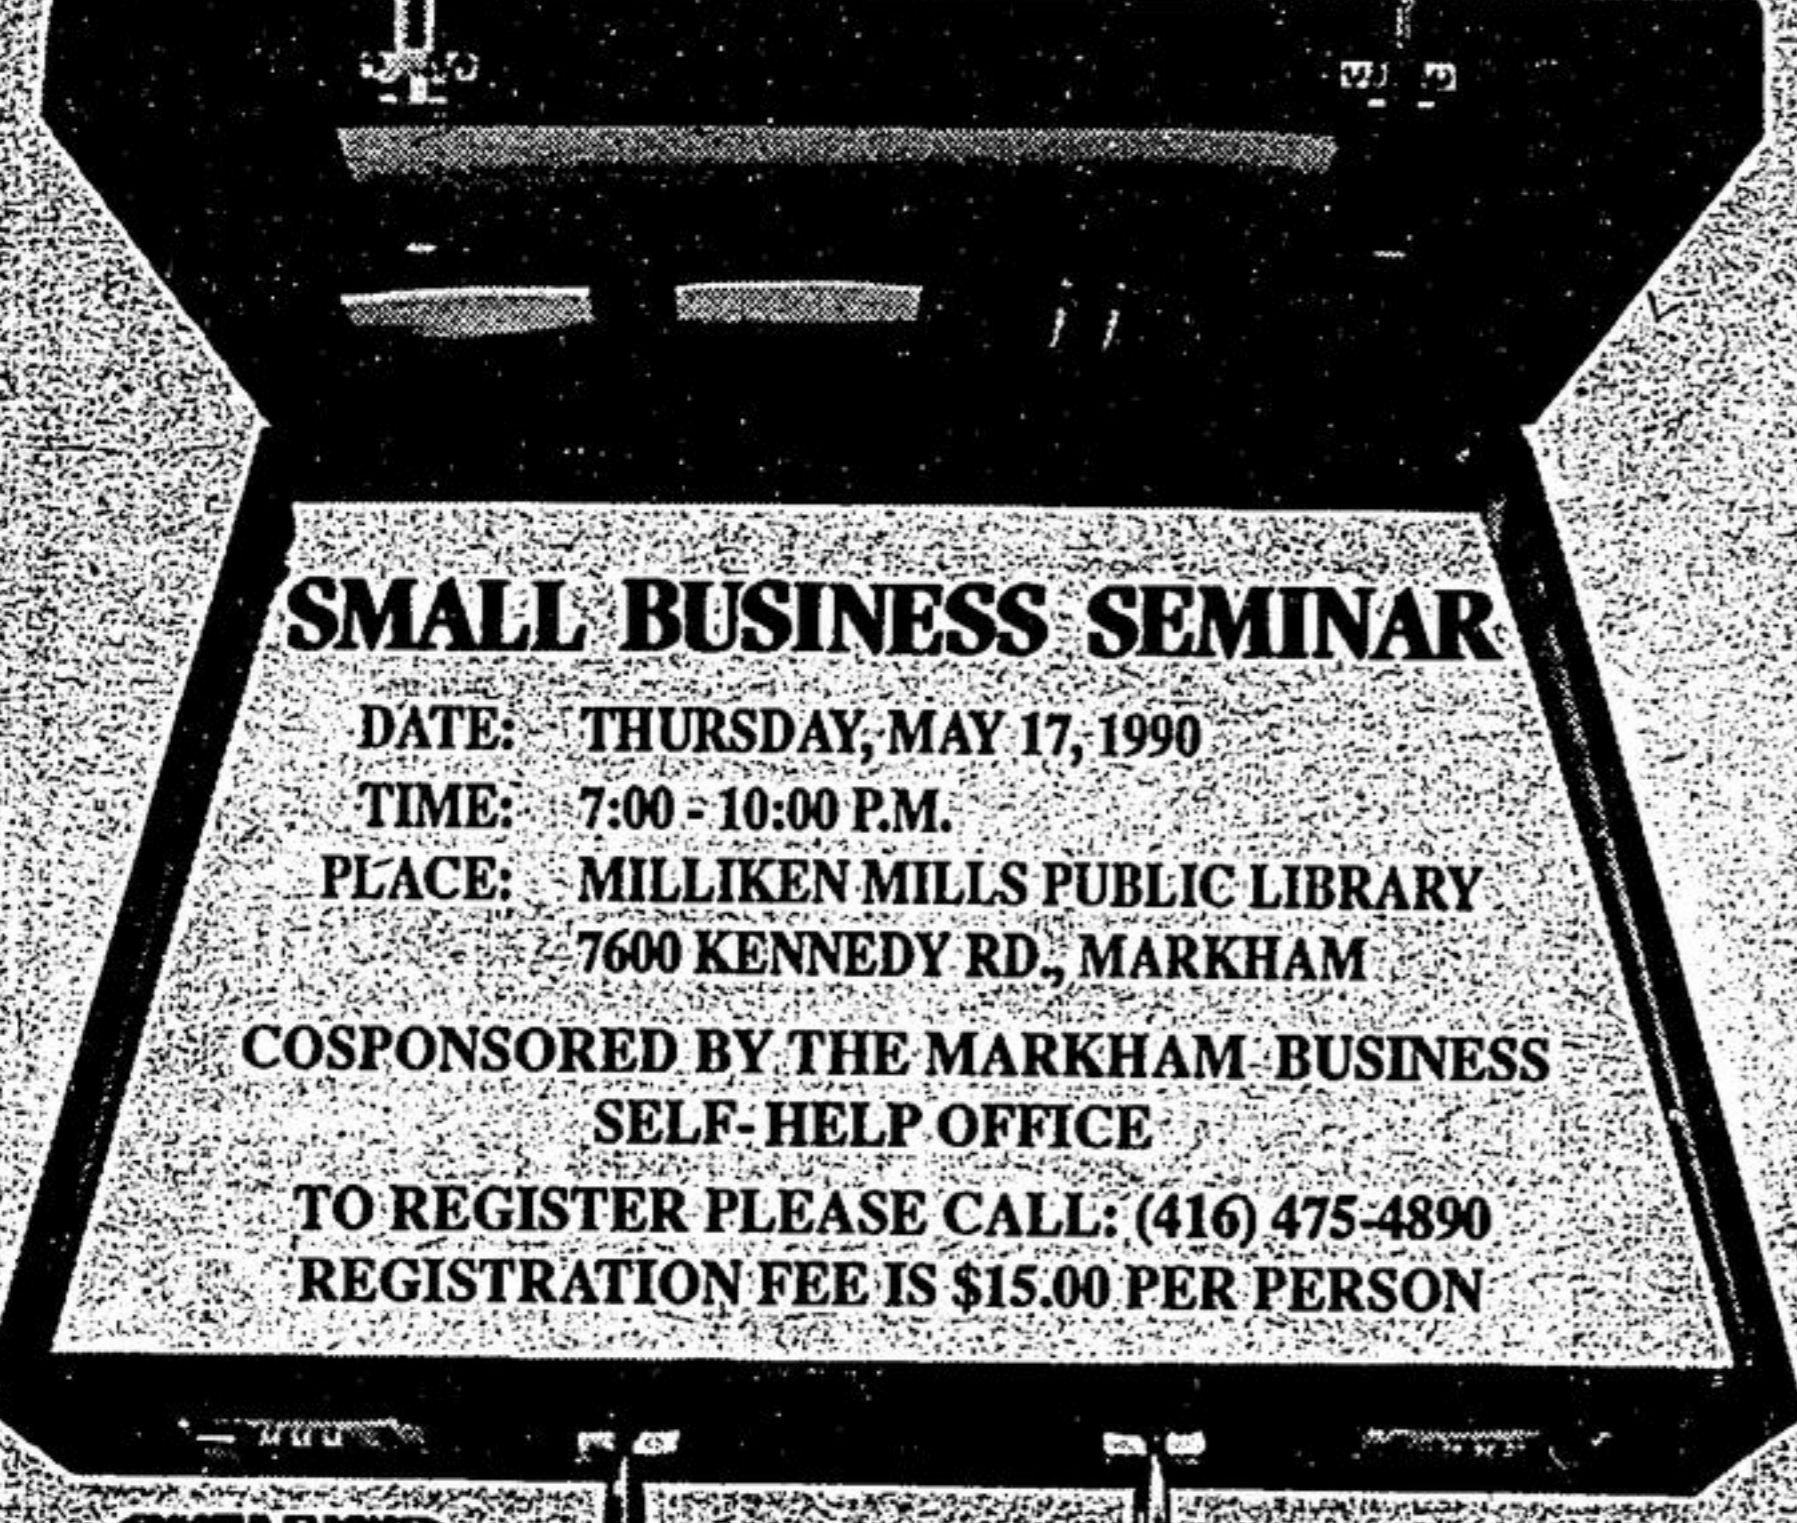 SMALL BUSINESS SEMINAR
DATE: THURSDAY, MAY 17, 1990
TIME: 7:00 - 10:00 P.M.
PLACE: MILLIKEN MILLS PUBLIC LIBRARY
7600 KENNEDY RD., MARKHAM
COSPONSORED BY THE MARKHAM BUSINESS
SELF-HELP OFFICE
TO REGISTER PLEASE CALL: (416) 475-4890
REGISTRATION FEE IS $15.00 PER PERSON